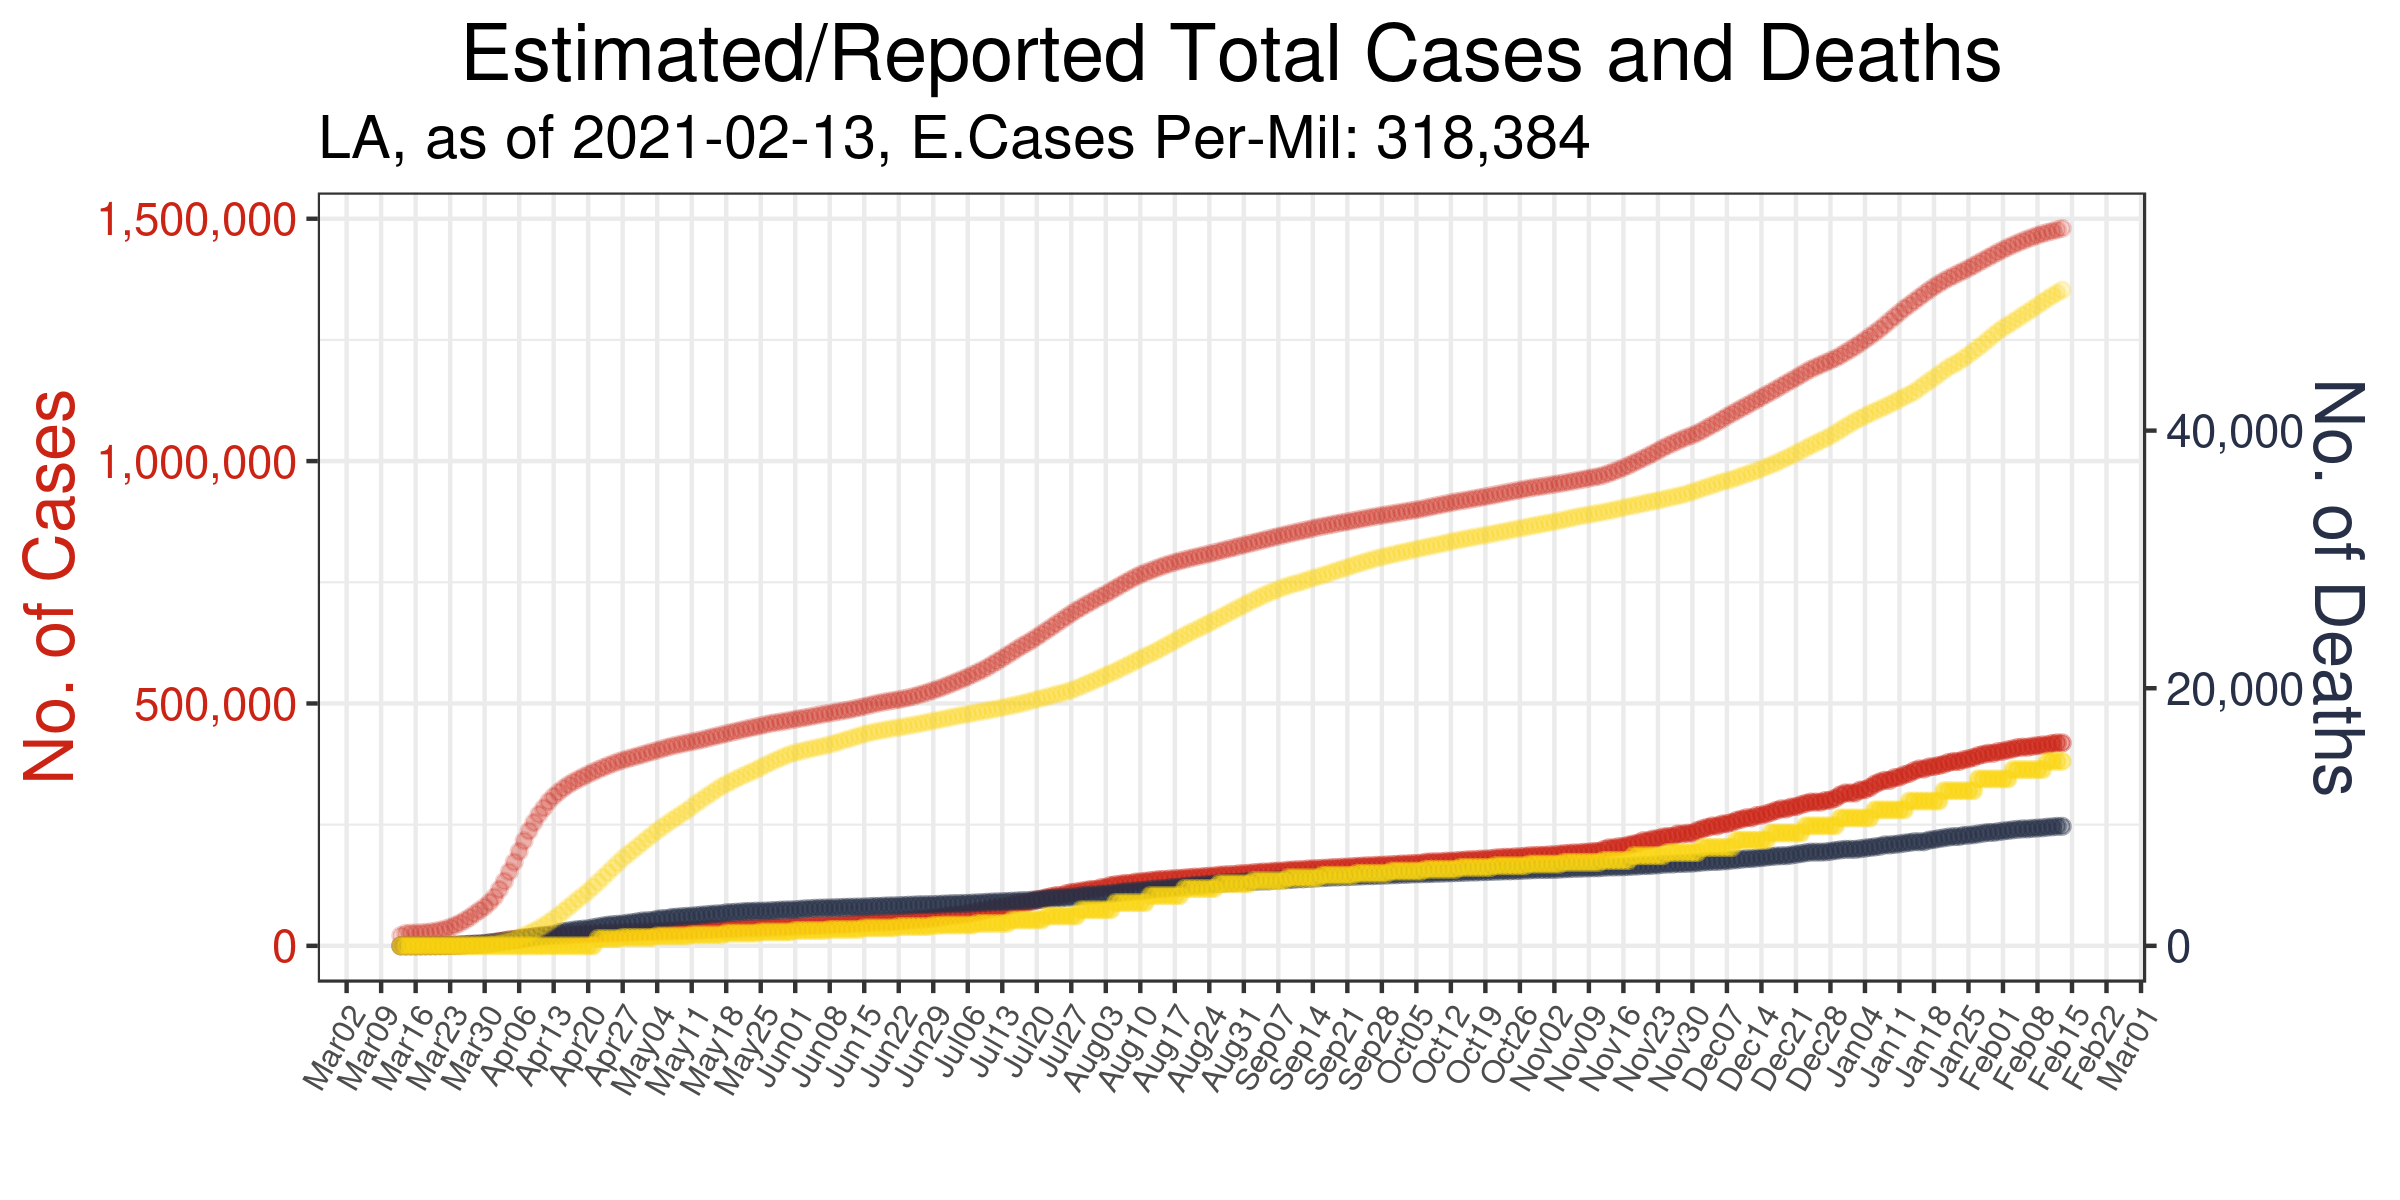 Estimated/Reported Total Cases and Deaths
LA, as of 2021-02-13, E.Cases Per-Mil: 318,384
No. of Cases
1,500,000
1,000,000
500,000
0
No. of Deaths
40,000
20,000
0
Mar02
Mar09
Mar16
Mar23
Mar30
Apr06
Apr13
Apr20
Apr27
May04
May11
May18
May25
Jun01
Jun08
Jun15
Jun22
Jun29
Jul06
Jul13
Jul20
Jul27
Aug03
Aug10
Aug17
Aug24
Aug31
Sep07
Sep14
Sep21
Sep28
Oct05
Oct12
Oct19
Oct26
Nov02
Nov09
Nov16
Nov23
Nov30
Dec07
Dec14
Dec21
Dec28
Jan04
Jan11
Jan18
Jan25
Feb01
Feb08
Feb15
Feb22
Mar01